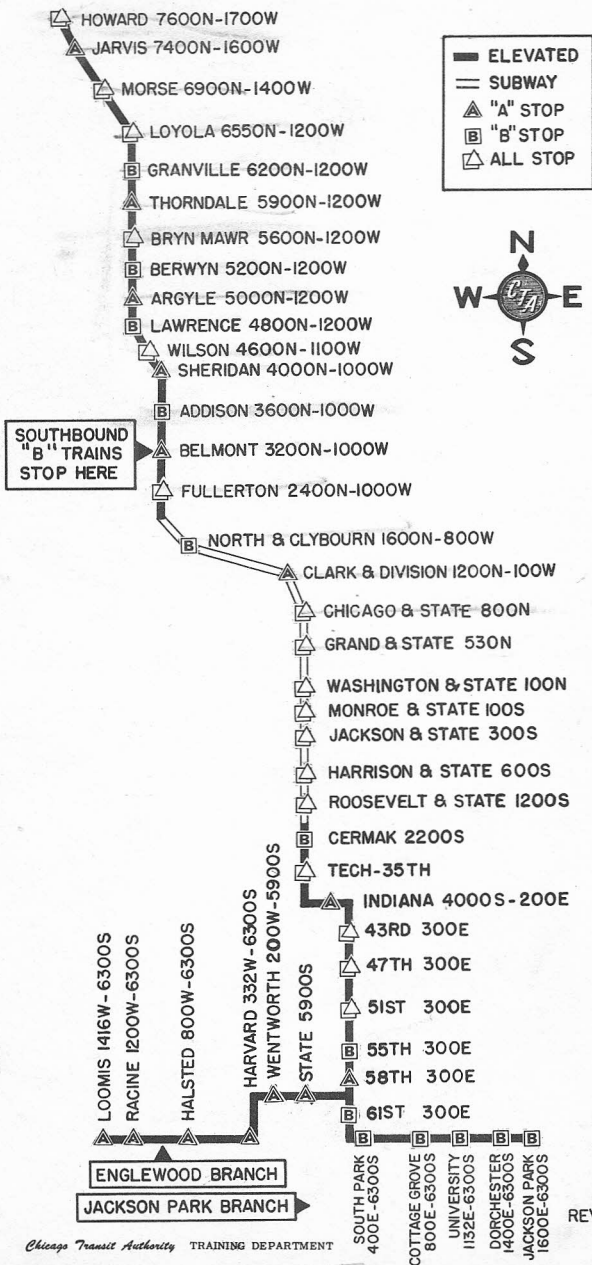 HOWARD 7600N-1700W
JARVIS 7400N-1600W
MORSE 6900N-1400W
LOYOLA 6550N-1200W
B GRANVILLE 6200N-1200W
A THORNDALE 5900N-1200W
BRYN MAWR 5600N-1200W
B BERWYN 5200N-1200W
A ARGYLE 5000N-1200W
B LAWRENCE 4800N-1200W
WILSON 4600N-1100W
A SHERIDAN 4000N-1000W
B ADDISON 3600N-1000W
SOUTHBOUND
"B" TRAINS
STOP HERE
A BELMONT 3200N-1000W
FULLERTON 2400N-1000W
B NORTH & CLYBOURN 1600N-800W
A CLARK & DIVISION 1200N-100W
CHICAGO & STATE 800N
GRAND & STATE 530N
WASHINGTON & STATE 100N
MONROE & STATE 100S
JACKSON & STATE 300S
HARRISON & STATE 600S
ROOSEVELT & STATE 1200S
B CERMAK 2200S
TECH-35TH
A INDIANA 4000S-200E
43RD 300E
47TH 300E
51ST 300E
B 55TH 300E
A 58TH 300E
B 61ST 300E
ELEVATED
SUBWAY
A "A" STOP
B "B" STOP
ALL STOP
N
W CTA E
S
LOOMIS 1416W-6300S
RACINE 1200W-6300S
HALSTED 800W-6300S
HARVARD 332W-6300S
WENTWORTH 200W-5900S
STATE 5900S
A A A A A A
B B B B B
ENGLEWOOD BRANCH
JACKSON PARK BRANCH
SOUTH PARK
400E-6300S
COTTAGE GROVE
800E-6300S
UNIVERSITY
1132E-6300S
DORCHESTER
1400E-6300S
JACKSON PARK
1600E-6300S
REV
Chicago Transit Authority TRAINING DEPARTMENT